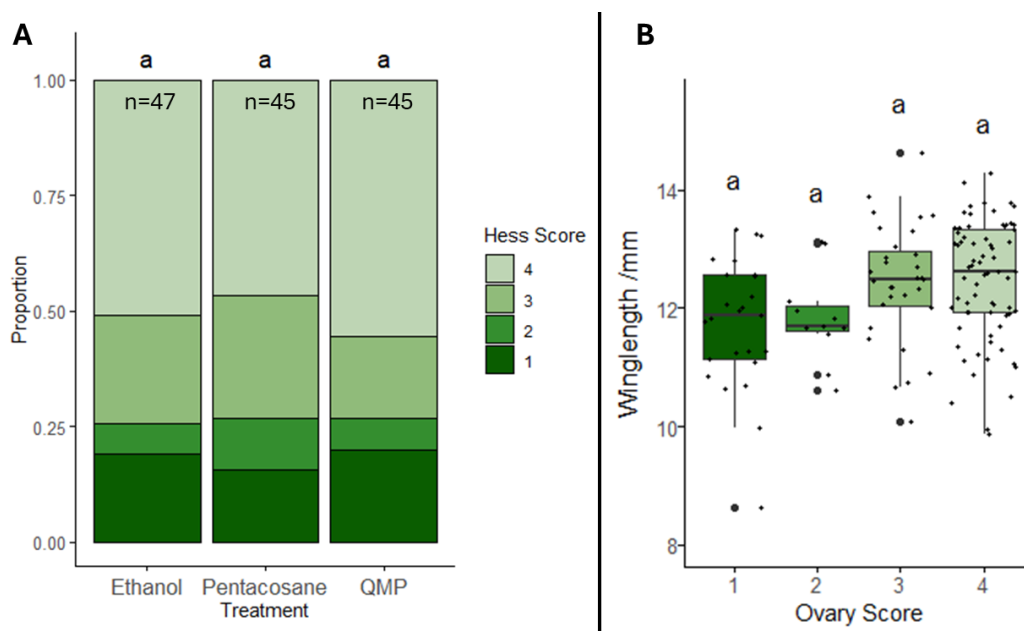 A
a a a
1.00
n=47 n=45 n=45
0.75
0.50
0.25
0.00
Proportion
Ethanol Pentacosane QMP
Treatment
Hess Score
4
3
2
1
B
a a a a
14
12
10
8
Winglength /mm
1 2 3 4
Ovary Score